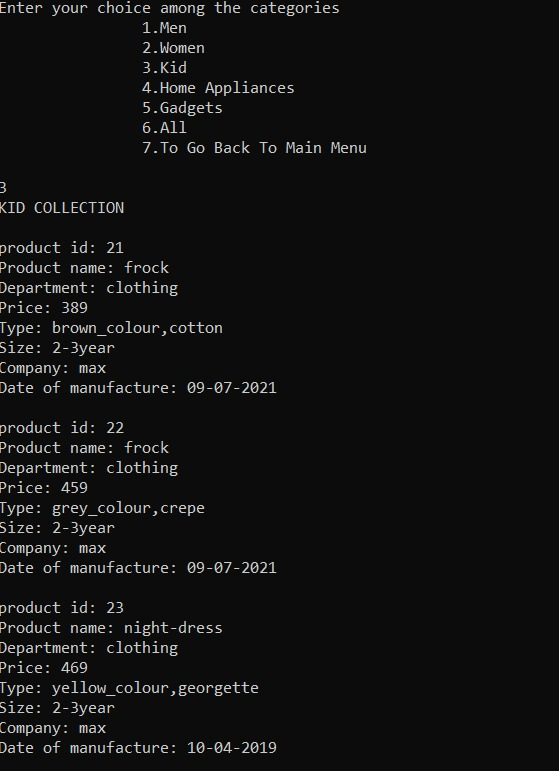 Enter your choice among the categories
1.Men
2.Women
3.Kid
4.Home Appliances
5.Gadgets
6.All
7.To Go Back To Main Menu
3
KID COLLECTION
product id: 21
Product name: frock
Department: clothing
Price: 389
Type: brown_colour,cotton
Size: 2-3year
Company: max
Date of manufacture: 09-07-2021
product id: 22
Product name: frock
Department: clothing
Price: 459
Type: grey_colour,crepe
Size: 2-3year
Company: max
Date of manufacture: 09-07-2021
product id: 23
Product name: night-dress
Department: clothing
Price: 469
Type: yellow_colour,georgette
Size: 2-3year
Company: max
Date of manufacture: 10-04-2019